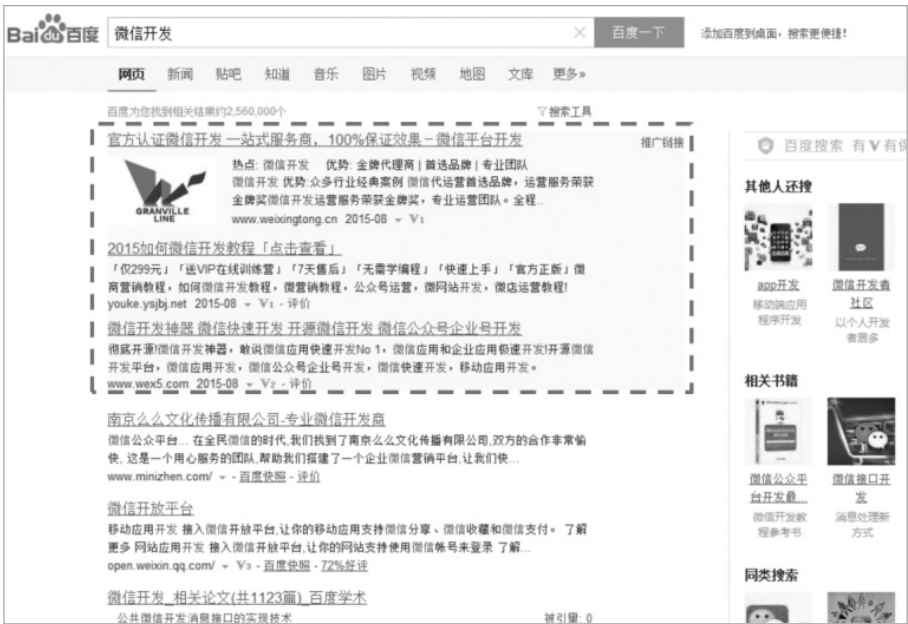 Bai du 百度
微信开发
百度一下
添加百度到桌面，搜索更便捷!
网页 新闻 贴吧 知道 音乐 图片 视频 地图 文库 更多»
百度为您找到相关结果约2,560,000个
搜索工具
官方认证微信开发 一站式服务商，100%保证效果－微信平台开发
推广链接
热点: 微信开发 优势: 金牌代理商 | 首选品牌 | 专业团队
微信开发 优势:众多行业经典案例 微信代运营首选品牌，运营服务荣获
金牌奖微信开发运营服务荣获金牌奖，专业运营团队。全程..
GRANVILLE
LINE
www.weixingtong.cn 2015-08 V1
2015如何微信开发教程「点击查看」
「仅299元」「送VIP在线训练营」「7天售后」「无需学编程」「快速上手」「官方正版」微
商营销教程，如何微信开发教程，微营销教程，公众号运营，微网站开发，微店运营教程!
youke.ysjbj.net 2015-08 V1 - 评价
微信开发神器 微信快速开发 开源微信开发 微信公众号企业号开发
彻底开源!微信开发神器，敢说微信应用快速开发No 1，微信应用和企业应用极速开发!开源微信
开发平台，微信应用开发，微信公众号企业号开发，微信快速开发，移动应用开发。
www.wex5.com 2015-08 V2 - 评价
南京么么文化传播有限公司-专业微信开发商
微信公众平台... 在全民微信的时代,我们找到了南京么么文化传播有限公司,双方的合作非常愉
快, 这是一个用心服务的团队,帮助我们搭建了一个企业微信营销平台,让我们快...
www.minizhen.com/ - 百度快照 - 评价
微信开放平台
移动应用开发 接入微信开放平台,让你的移动应用支持微信分享、微信收藏和微信支付。 了解
更多 网站应用开发 接入微信开放平台,让你的网站支持使用微信帐号来登录 了解...
open.weixin.qq.com/ V3 - 百度快照 - 72%好评
微信开发_相关论文(共1123篇)_百度学术
公共微信开发消息接口的实现技术
被引量: 0
百度搜索 有V有保
其他人还搜
app开发
移动端应用
程序开发
微信开发者
社区
以个人开发
者居多
相关书籍
微信公众平
台开发最...
微信开发教
程参考书
微信接口开
发
消息处理新
方式
同类搜索